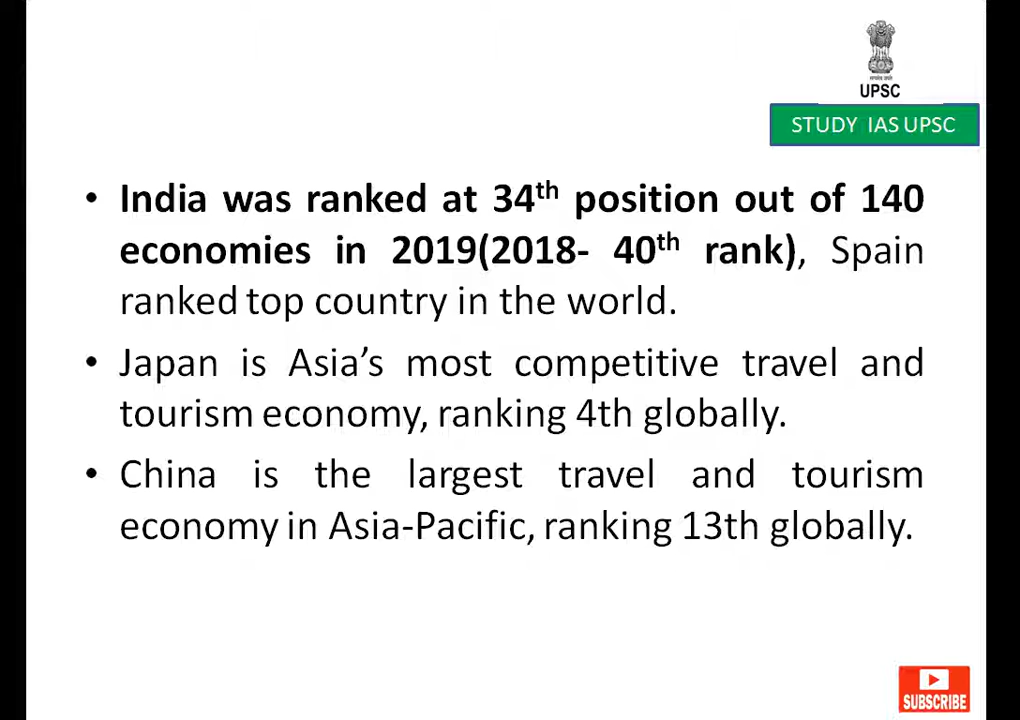 UPSC
STUDY IAS UPSC
• India was ranked at 34th position out of 140
economies in 2019(2018- 40th rank), Spain
ranked top country in the world.
• Japan is Asia's most competitive travel and
tourism economy, ranking 4th globally.
• China is the largest travel and tourism
economy in Asia-Pacific, ranking 13th globally.
SUBSCRIBE